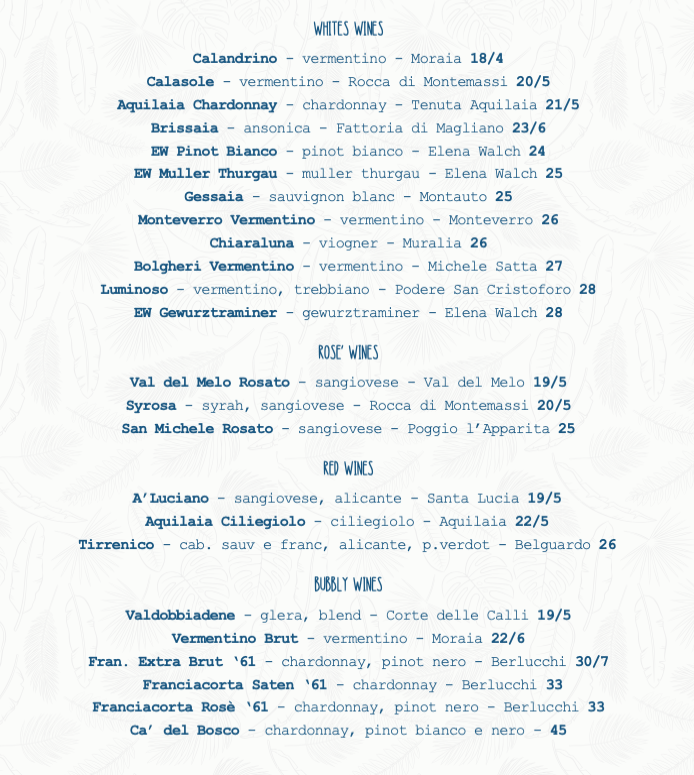 WHITES WINES
Calandrino – vermentino – Moraia 18/4
Calasole – vermentino – Rocca di Montemassi 20/5
Aquilaia Chardonnay – chardonnay – Tenuta Aquilaia 21/5
Brissaia – ansonica – Fattoria di Magliano 23/6
EW Pinot Bianco – pinot bianco – Elena Walch 24
EW Muller Thurgau – muller thurgau – Elena Walch 25
Gessaia – sauvignon blanc – Montauto 25
Monteverro Vermentino – vermentino – Monteverro 26
Chiaraluna – viogner – Muralia 26
Bolgheri Vermentino – vermentino – Michele Satta 27
Luminoso – vermentino, trebbiano – Podere San Cristoforo 28
EW Gewurztraminer – gewurztraminer – Elena Walch 28
ROSE' WINES
Val del Melo Rosato – sangiovese – Val del Melo 19/5
Syrosa – syrah, sangiovese – Rocca di Montemassi 20/5
San Michele Rosato – sangiovese – Poggio l’Apparita 25
RED WINES
A’Luciano – sangiovese, alicante – Santa Lucia 19/5
Aquilaia Ciliegiolo – ciliegiolo – Aquilaia 22/5
Tirrenico – cab. sauv e franc, alicante, p.verdot – Belguardo 26
BUBBLY WINES
Valdobbiadene – glera, blend – Corte delle Calli 19/5
Vermentino Brut – vermentino – Moraia 22/6
Fran. Extra Brut ‘61 – chardonnay, pinot nero – Berlucchi 30/7
Franciacorta Saten ‘61 – chardonnay – Berlucchi 33
Franciacorta Rosè ‘61 – chardonnay, pinot nero – Berlucchi 33
Ca’ del Bosco – chardonnay, pinot bianco e nero – 45